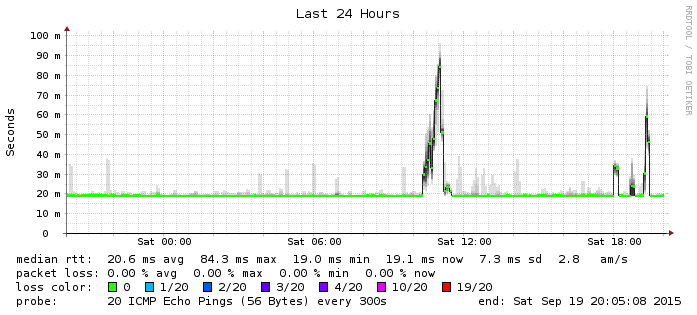 Last 24 Hours
RRDTOOL / TOBI OETIKER
Seconds
100 m
90 m
80 m
70 m
60 m
50 m
40 m
30 m
20 m
10 m
0
Sat 00:00 Sat 06:00 Sat 12:00 Sat 18:00
median rtt: 20.6 ms avg 84.3 ms max 19.0 ms min 19.1 ms now 7.3 ms sd 2.8 am/s
packet loss: 0.00 % avg 0.00 % max 0.00 % min 0.00 % now
loss color: 0 1/20 2/20 3/20 4/20 10/20 19/20
probe: 20 ICMP Echo Pings (56 Bytes) every 300s end: Sat Sep 19 20:05:08 2015